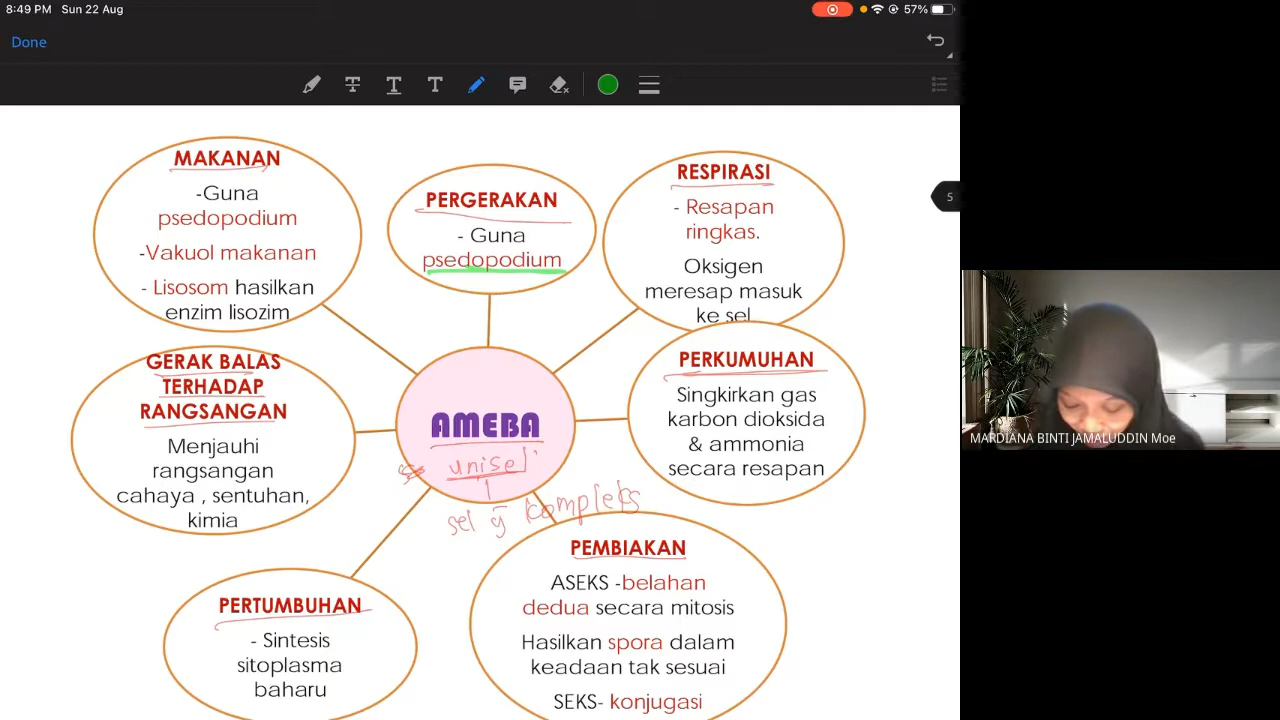 8:49 PM Sun 22 Aug
57%
Done
T T T
5
MAKANAN
-Guna
psedopodium
-Vakuol makanan
- Lisosom hasilkan
enzim lisozim
PERGERAKAN
- Guna
psedopodium
RESPIRASI
- Resapan
ringkas.
Oksigen
meresap masuk
ke sel
GERAK BALAS
TERHADAP
RANGSANGAN
Menjauhi
rangsangan
cahaya , sentuhan,
kimia
AMEBA
unisel
sel yg kompleks
PERKUMUHAN
Singkirkan gas
karbon dioksida
& ammonia
secara resapan
PERTUMBUHAN
- Sintesis
sitoplasma
baharu
PEMBIAKAN
ASEKS -belahan
dedua secara mitosis
Hasilkan spora dalam
keadaan tak sesuai
SEKS- konjugasi
MARDIANA BINTI JAMALUDDIN Moe